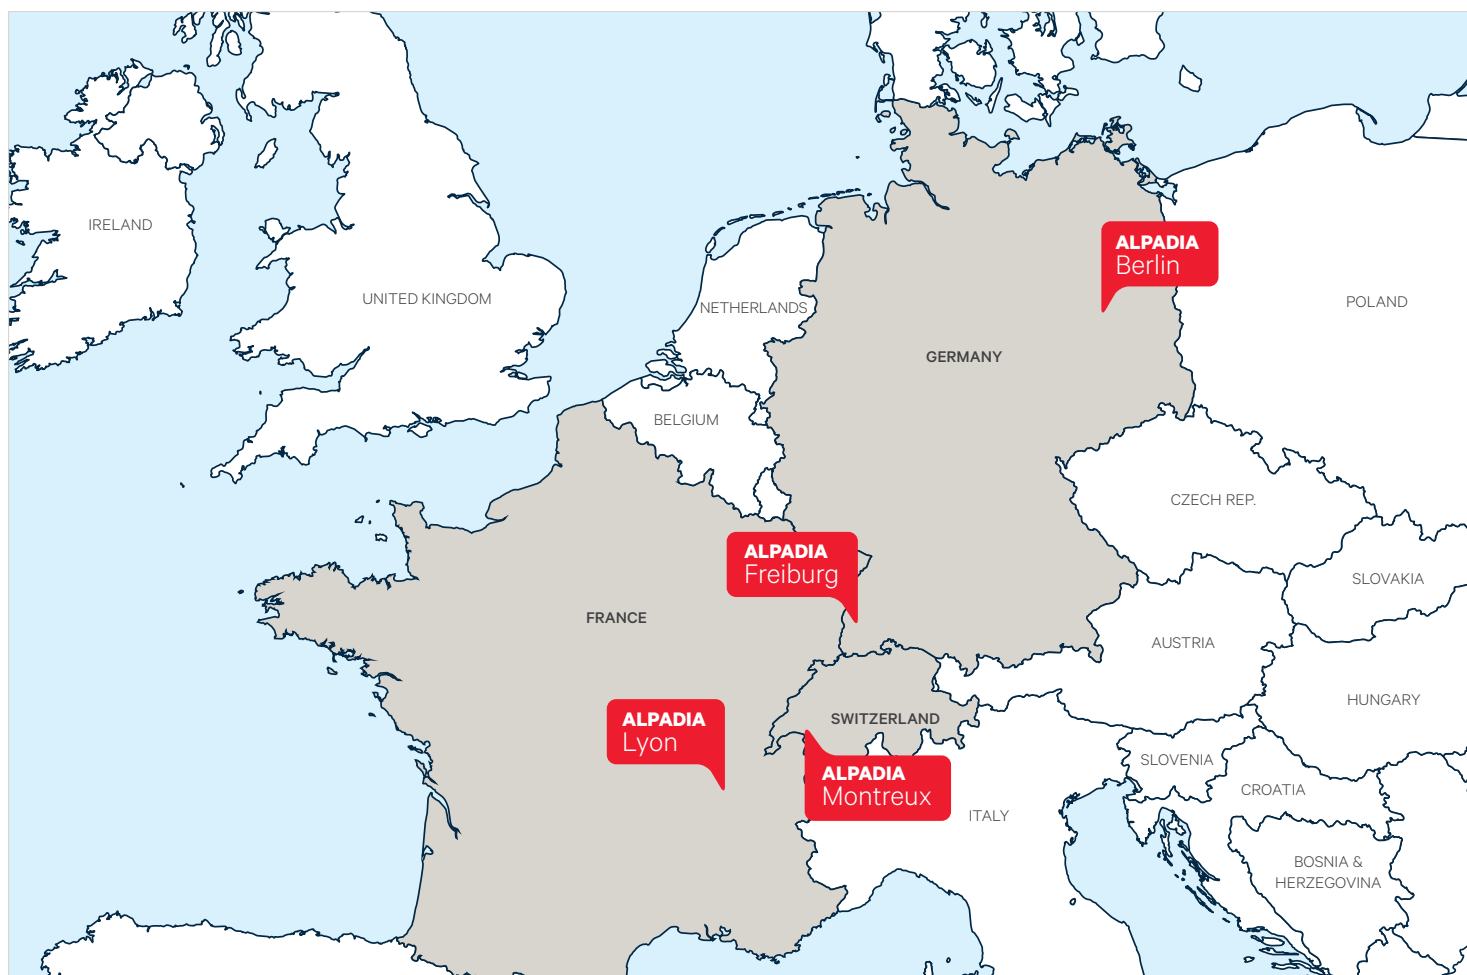 IRELAND
UNITED KINGDOM
NETHERLANDS
BELGIUM
GERMANY
ALPADIA
Berlin
POLAND
CZECH REP.
SLOVAKIA
ALPADIA
Freiburg
FRANCE
AUSTRIA
HUNGARY
SWITZERLAND
ALPADIA
Lyon
ALPADIA
Montreux
SLOVENIA
CROATIA
ITALY
BOSNIA &
HERZEGOVINA